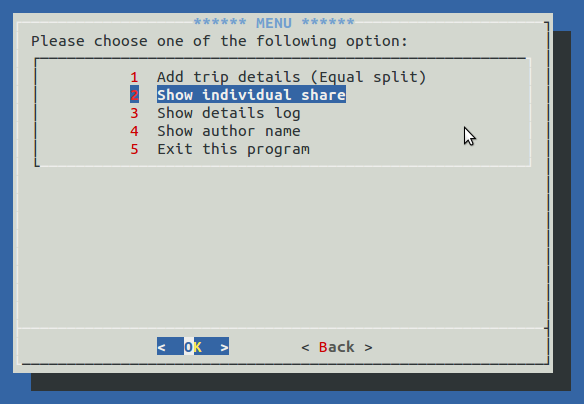 ****** MENU ******
Please choose one of the following option:
1 Add trip details (Equal split)
2 Show individual share
3 Show details log
4 Show author name
5 Exit this program
< OK > < Back >